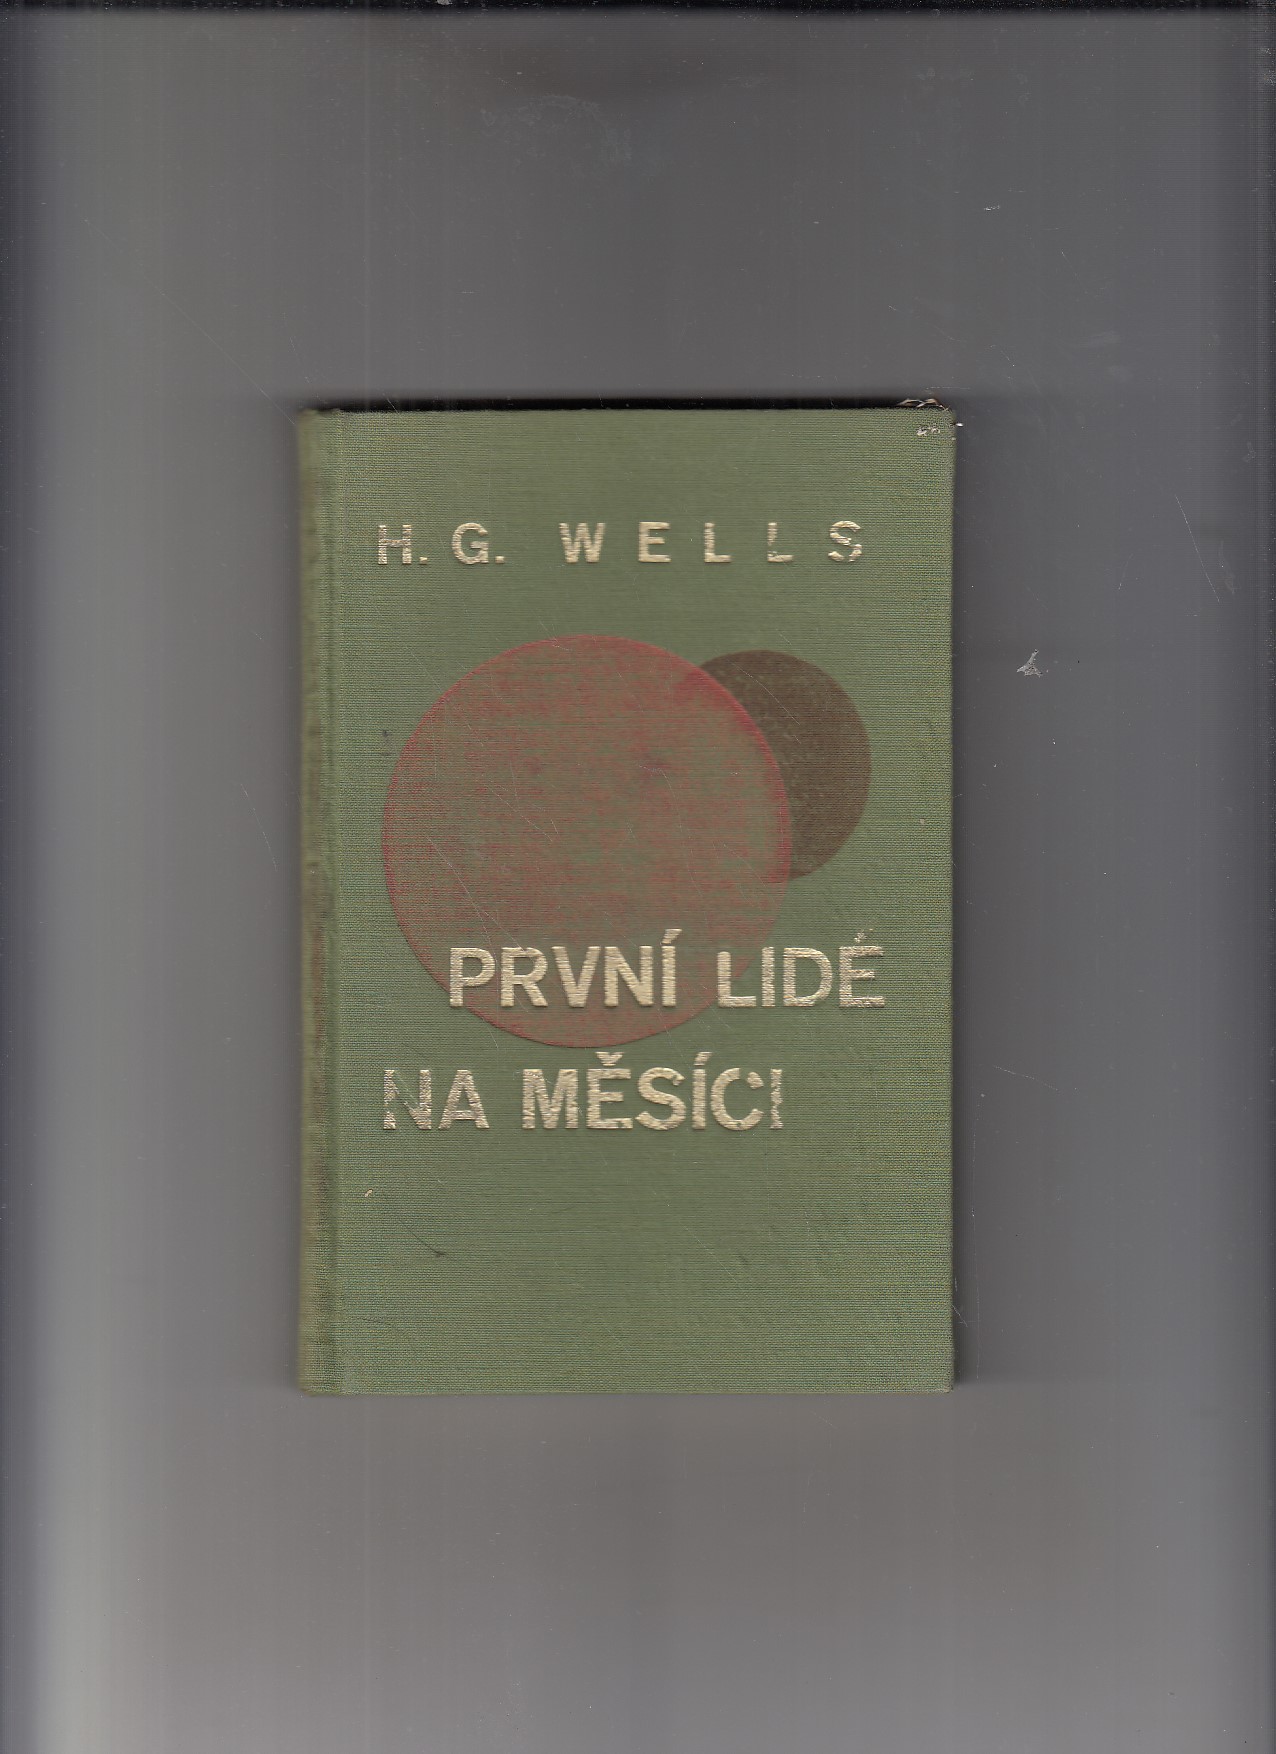 H. G. WELLS
PRVNÍ LIDÉ
NA MĚSÍCI